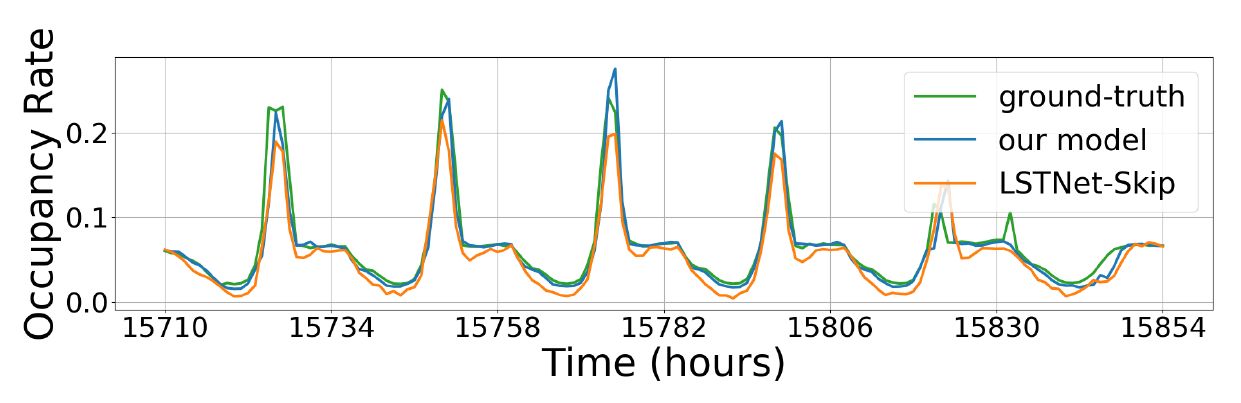 Occupancy Rate
0.2
0.1
0.0
ground-truth
our model
LSTNet-Skip
15710 15734 15758 15782 15806 15830 15854
Time (hours)